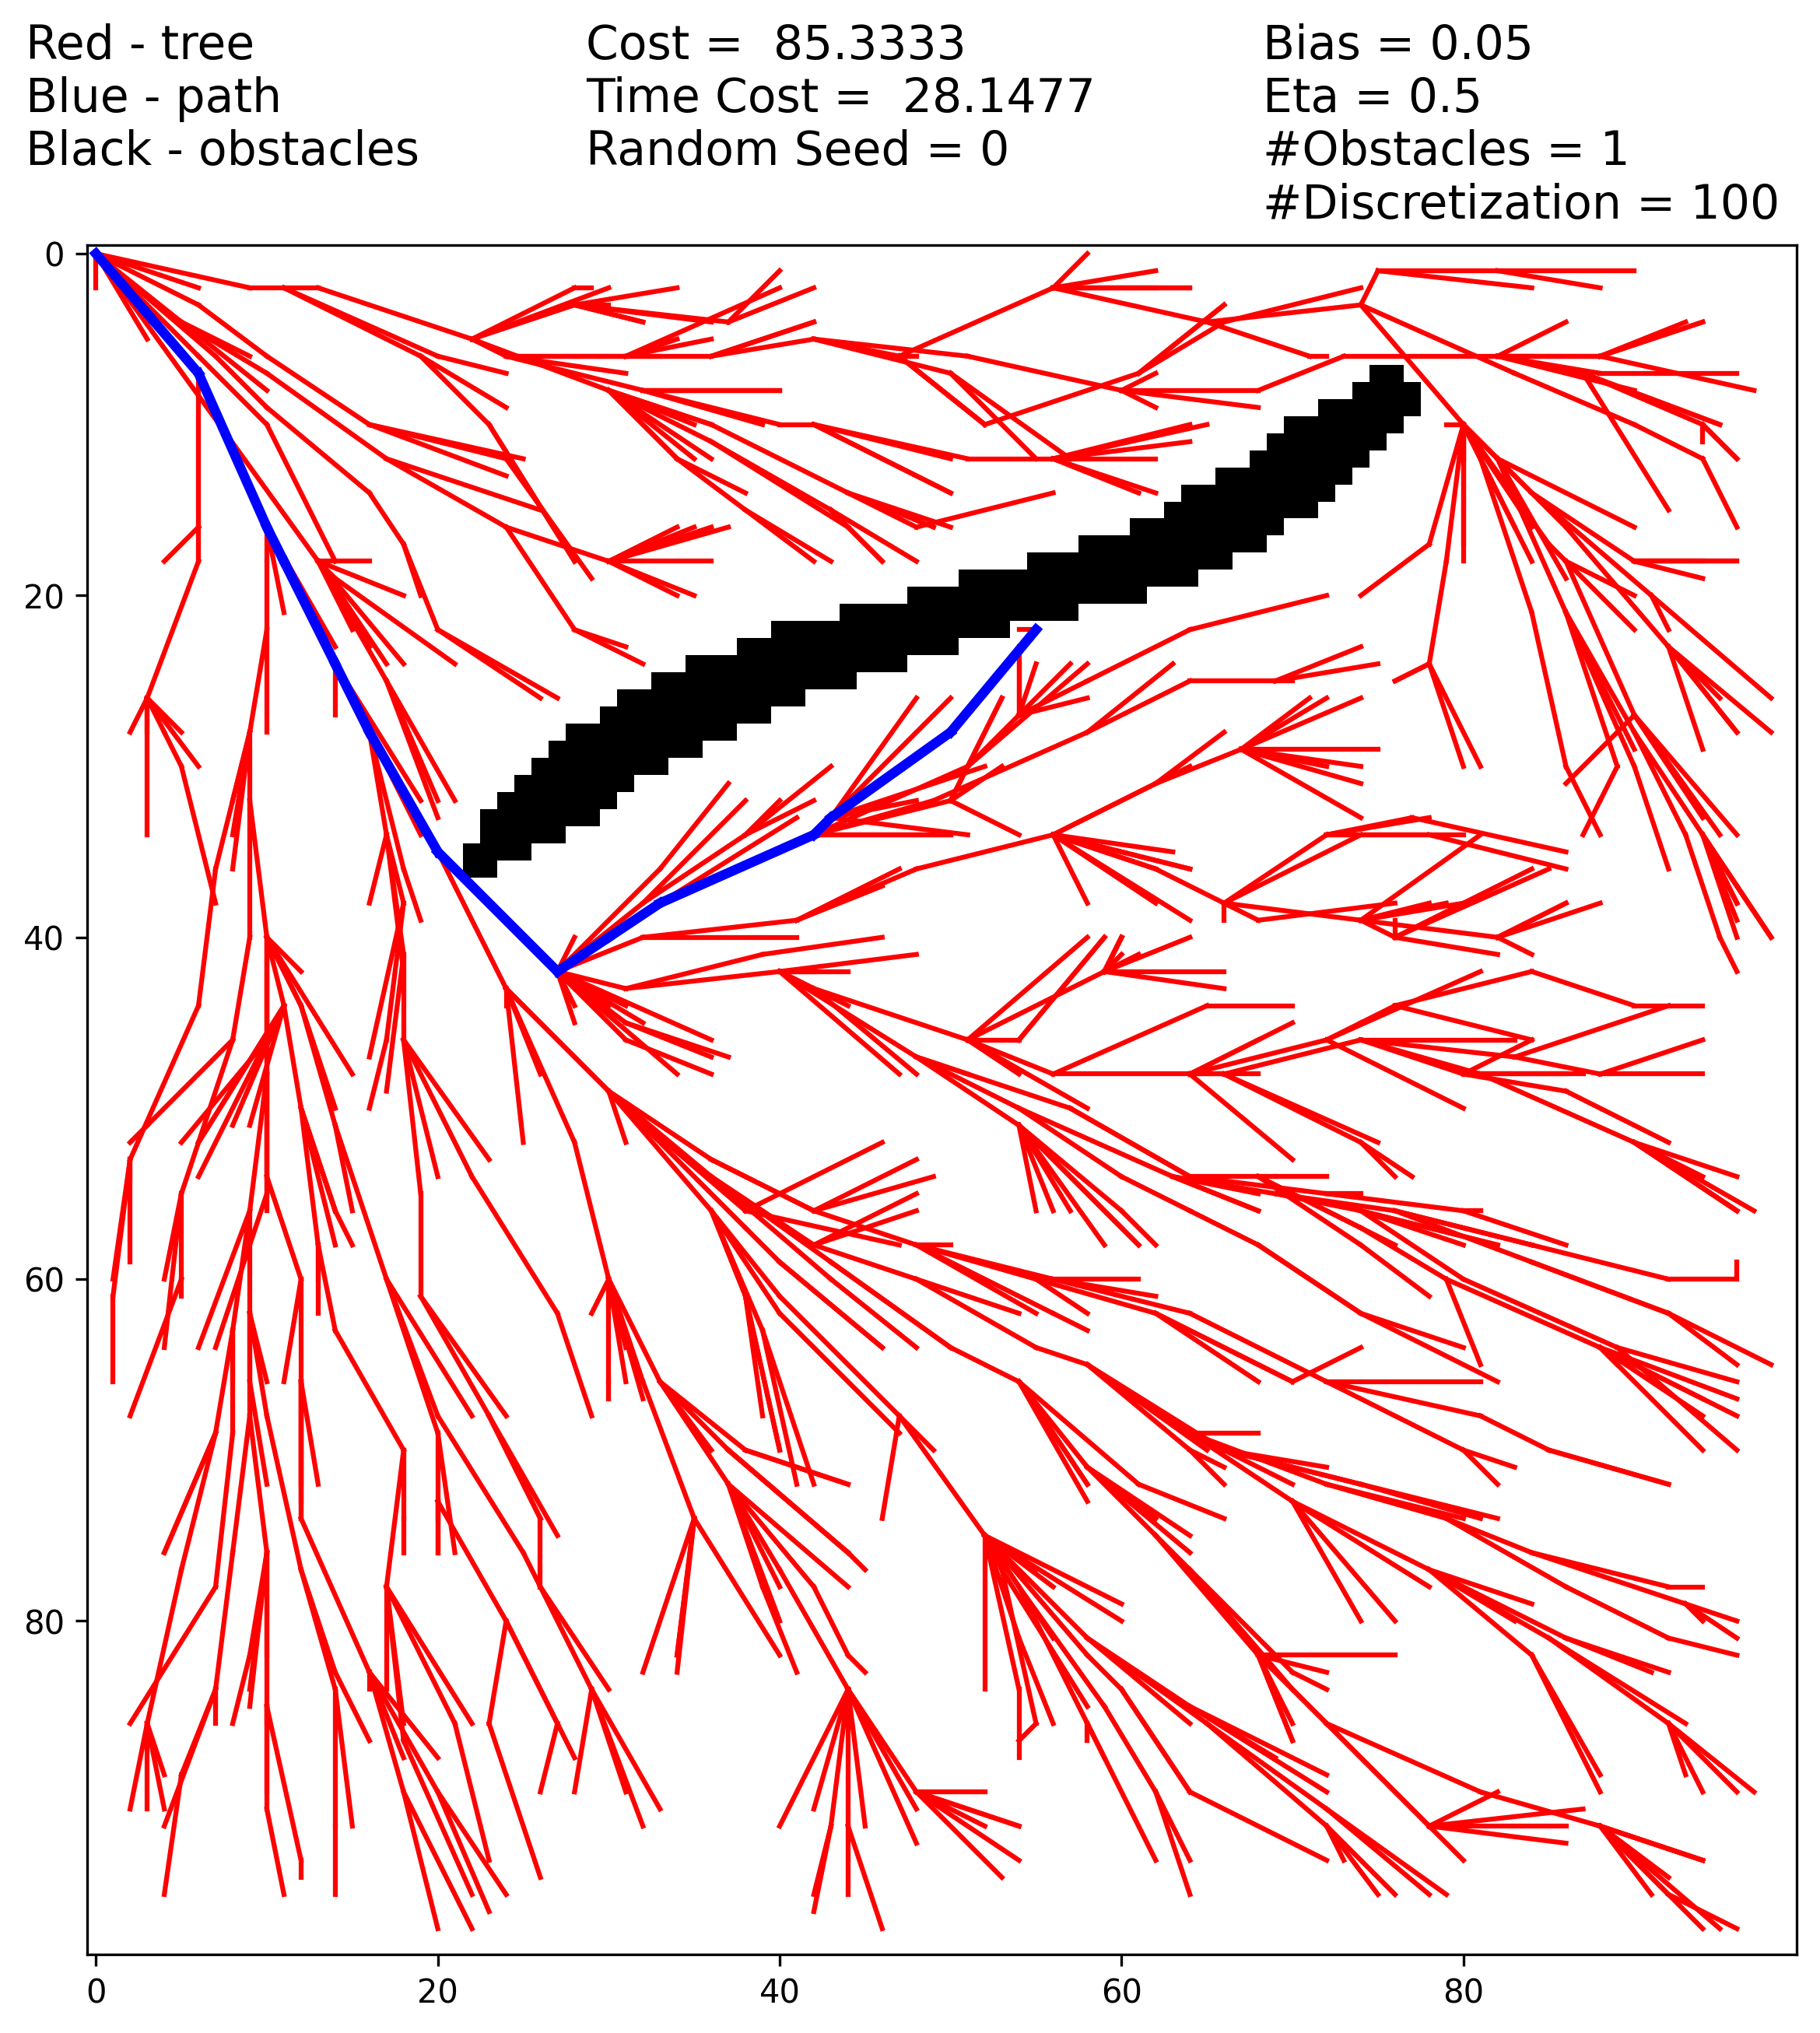 Red - tree
Blue - path
Black - obstacles
Cost =  85.3333
Time Cost =  28.1477
Random Seed = 0
Bias = 0.05
Eta = 0.5
#Obstacles = 1
#Discretization = 100
0
20
40
60
80
0
20
40
60
80